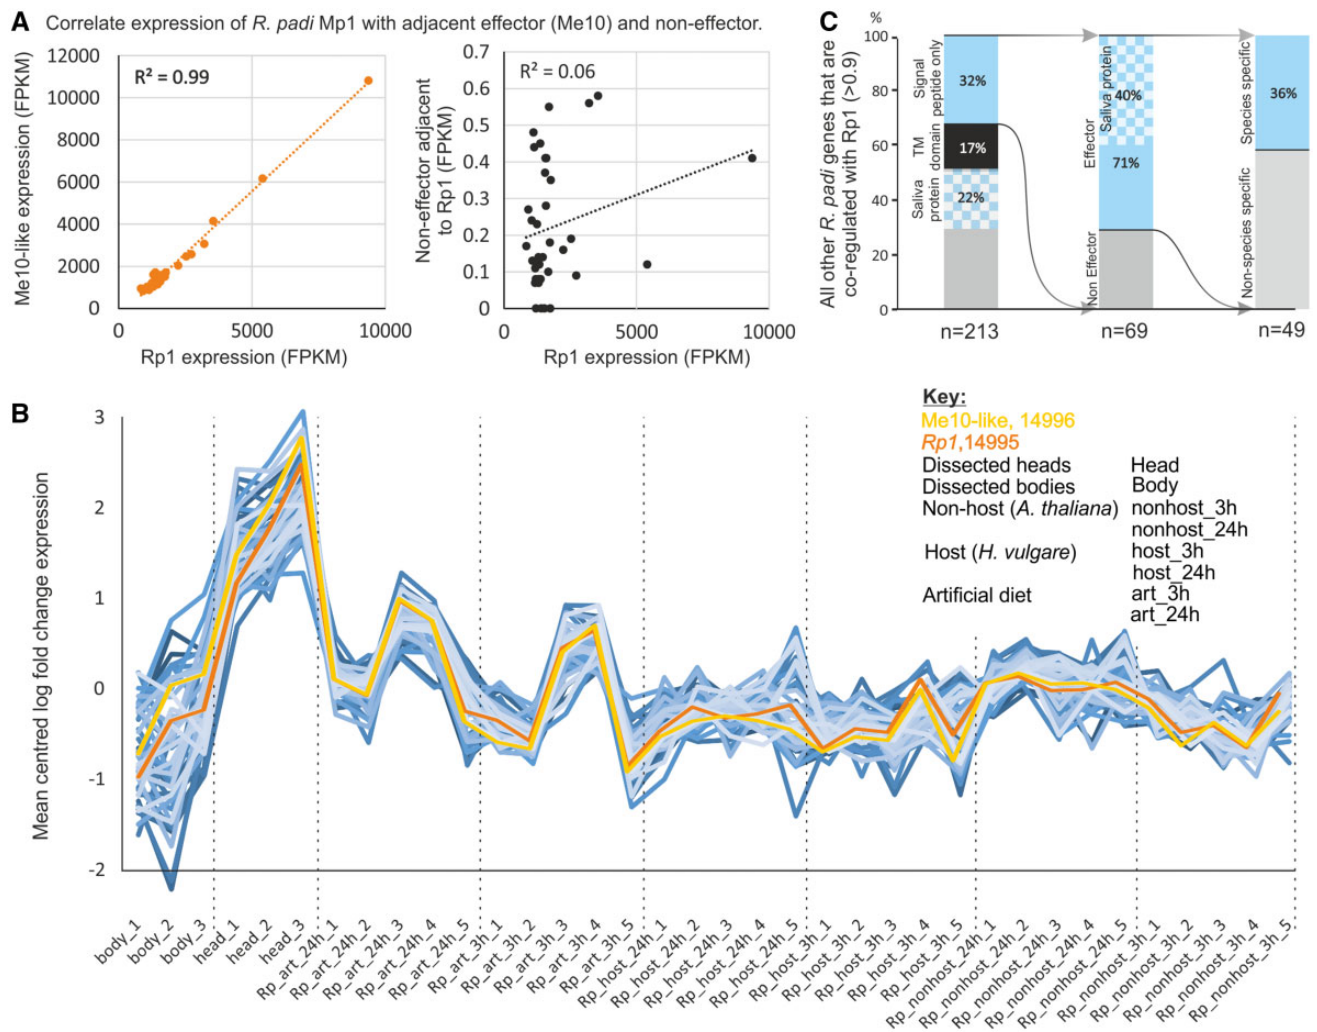 A Correlate expression of R. padi Mp1 with adjacent effector (Me10) and non-effector.
Me10-like expression (FPKM)
12000
10000
8000
6000
4000
2000
0
R² = 0.99
0 5000 10000
Rp1 expression (FPKM)
Non-effector adjacent
to Rp1 (FPKM)
0.7
0.6
0.5
0.4
0.3
0.2
0.1
0
R² = 0.06
0 5000 10000
Rp1 expression (FPKM)
C
All other R. padi genes that are
co-regulated with Rp1 (>0.9)
%
100
80
60
40
20
0
Signal
peptide only
32%
TM
domain
17%
Saliva
protein
22%
n=213
Effector
Saliva protein
40%
71%
Non Effector
n=69
Species specific
36%
Non-species specific
n=49
B
Mean centred log fold change expression
3
2
1
0
-1
-2
Key:
Me10-like, 14996
Rp1,14995
Dissected heads Head
Dissected bodies Body
Non-host (A. thaliana) nonhost_3h
nonhost_24h
Host (H. vulgare) host_3h
host_24h
Artificial diet art_3h
art_24h
body_1
body_2
body_3
head_1
head_2
head_3
Rp_art_24h_1
Rp_art_24h_2
Rp_art_24h_3
Rp_art_24h_4
Rp_art_24h_5
Rp_art_3h_1
Rp_art_3h_2
Rp_art_3h_3
Rp_art_3h_4
Rp_art_3h_5
Rp_host_24h_1
Rp_host_24h_2
Rp_host_24h_3
Rp_host_24h_4
Rp_host_24h_5
Rp_host_3h_1
Rp_host_3h_2
Rp_host_3h_3
Rp_host_3h_4
Rp_host_3h_5
Rp_nonhost_24h_1
Rp_nonhost_24h_2
Rp_nonhost_24h_3
Rp_nonhost_24h_4
Rp_nonhost_24h_5
Rp_nonhost_3h_1
Rp_nonhost_3h_2
Rp_nonhost_3h_3
Rp_nonhost_3h_4
Rp_nonhost_3h_5